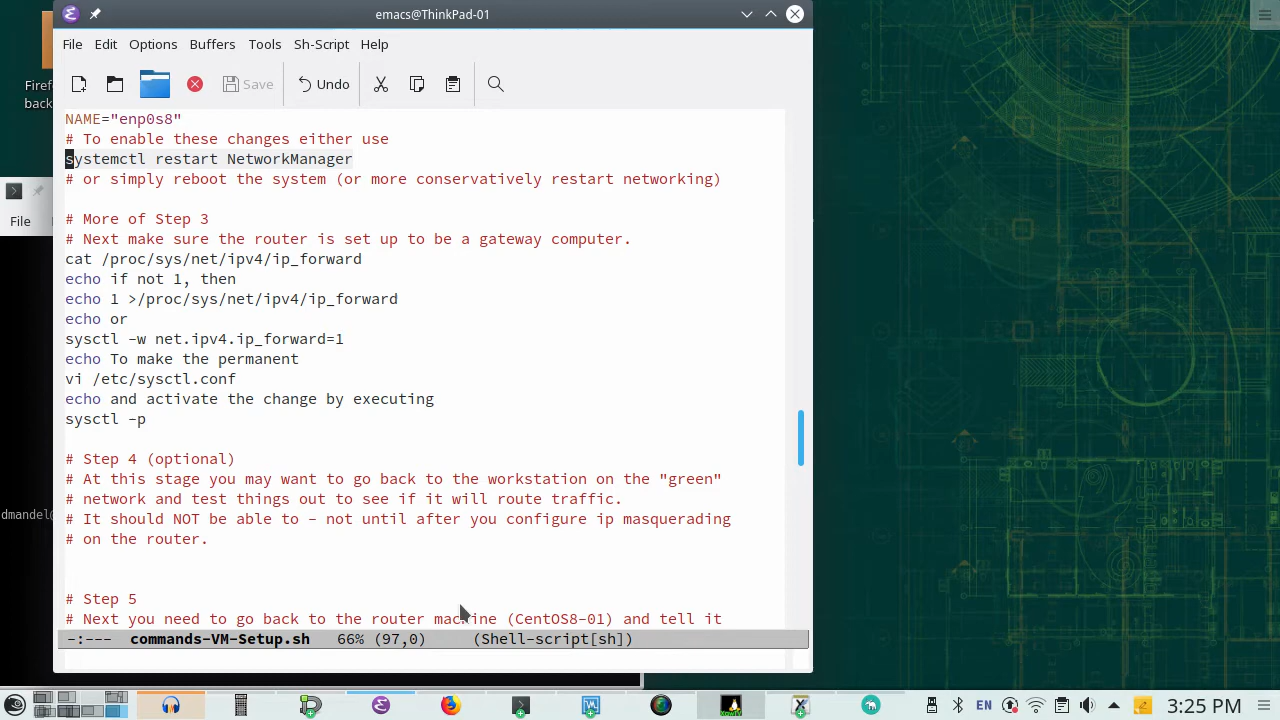 emacs@ThinkPad-01
File Edit Options Buffers Tools Sh-Script Help
Save Undo
NAME="enp0s8"
# To enable these changes either use
systemctl restart NetworkManager
# or simply reboot the system (or more conservatively restart networking)
# More of Step 3
# Next make sure the router is set up to be a gateway computer.
cat /proc/sys/net/ipv4/ip_forward
echo if not 1, then
echo 1 >/proc/sys/net/ipv4/ip_forward
echo or
sysctl -w net.ipv4.ip_forward=1
echo To make the permanent
vi /etc/sysctl.conf
echo and activate the change by executing
sysctl -p
# Step 4 (optional)
# At this stage you may want to go back to the workstation on the "green"
# network and test things out to see if it will route traffic.
# It should NOT be able to - not until after you configure ip masquerading
# on the router.
# Step 5
# Next you need to go back to the router machine (CentOS8-01) and tell it
-:--- commands-VM-Setup.sh 66% (97,0) (Shell-script[sh])
Firef
back
File
dmandel@
EN 3:25 PM